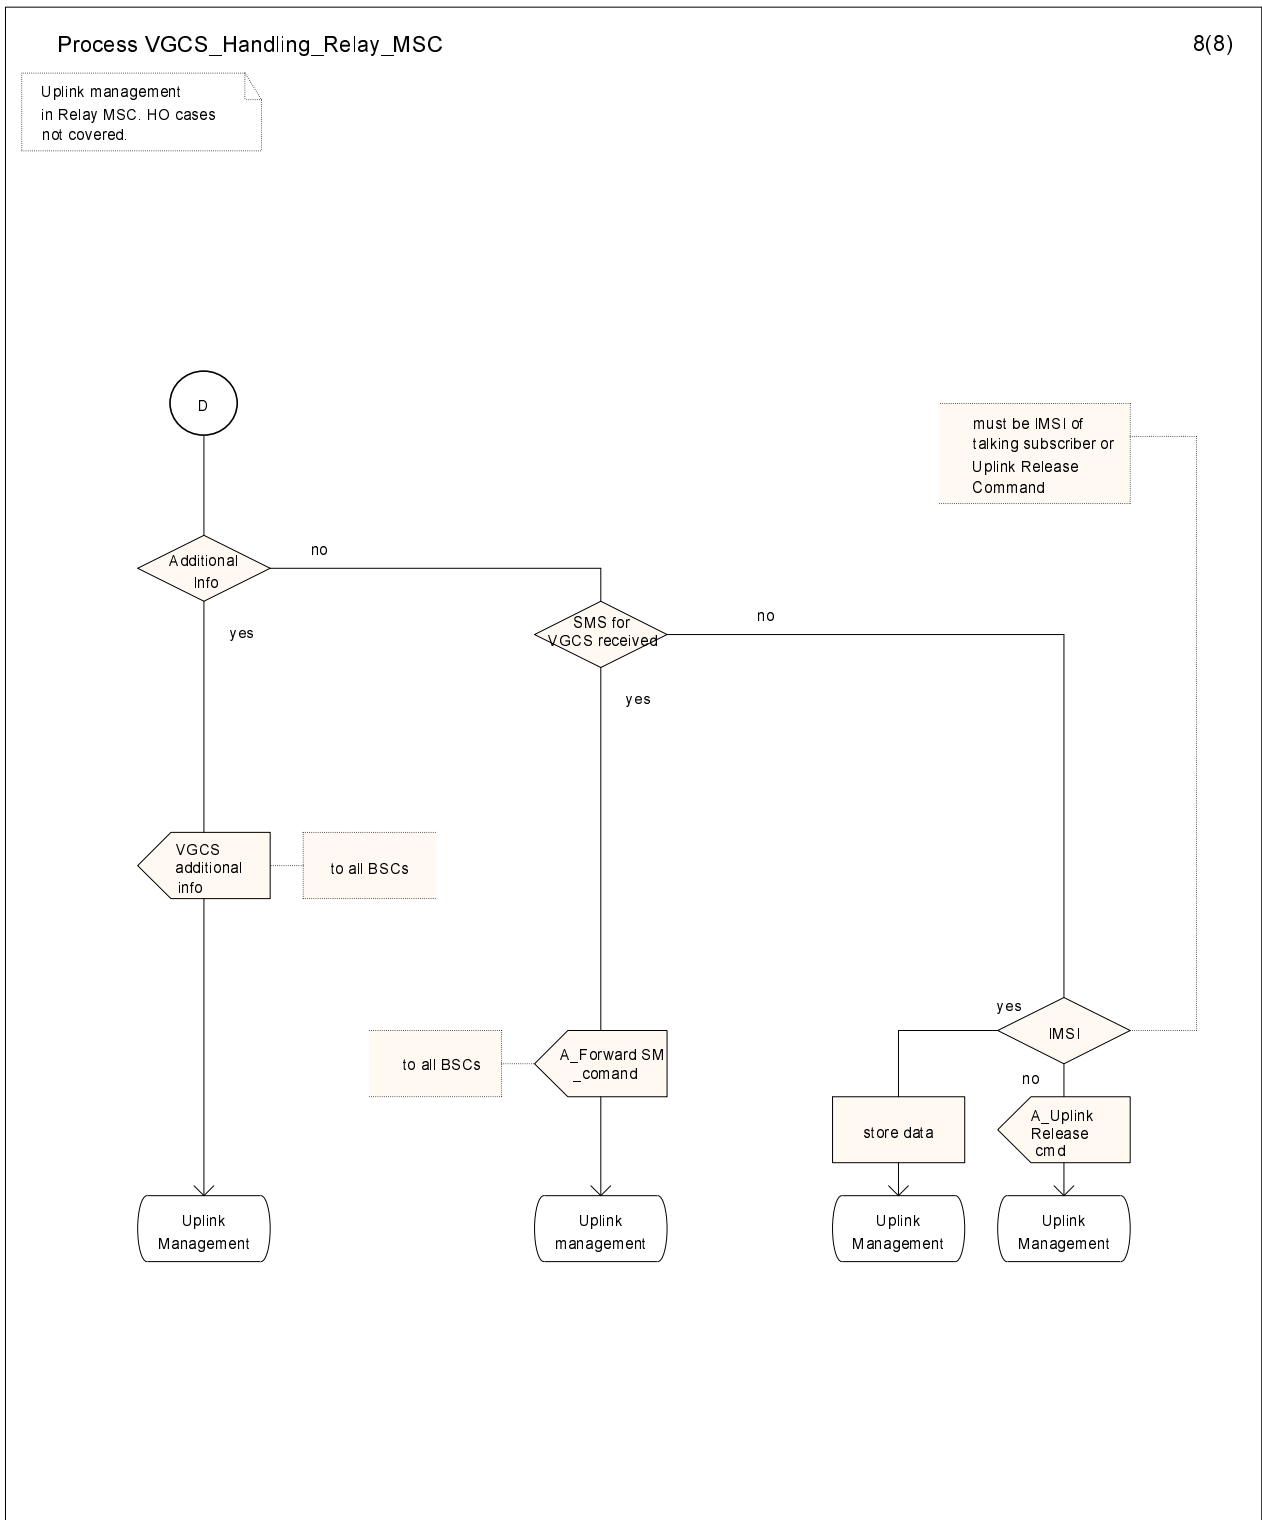 Process VGCS_Handling_Relay_MSC
8(8)
Uplink management
in Relay MSC. HO cases
not covered.
D
must be IMSI of
talking subscriber or
Uplink Release
Command
Additional
Info
no
yes
SMS for
VGCS received
no
yes
VGCS
additional
info
to all BSCs
yes
IMSI
no
to all BSCs
A_Forward SM
_comand
store data
A_Uplink
Release
cmd
Uplink
Management
Uplink
management
Uplink
Management
Uplink
Management